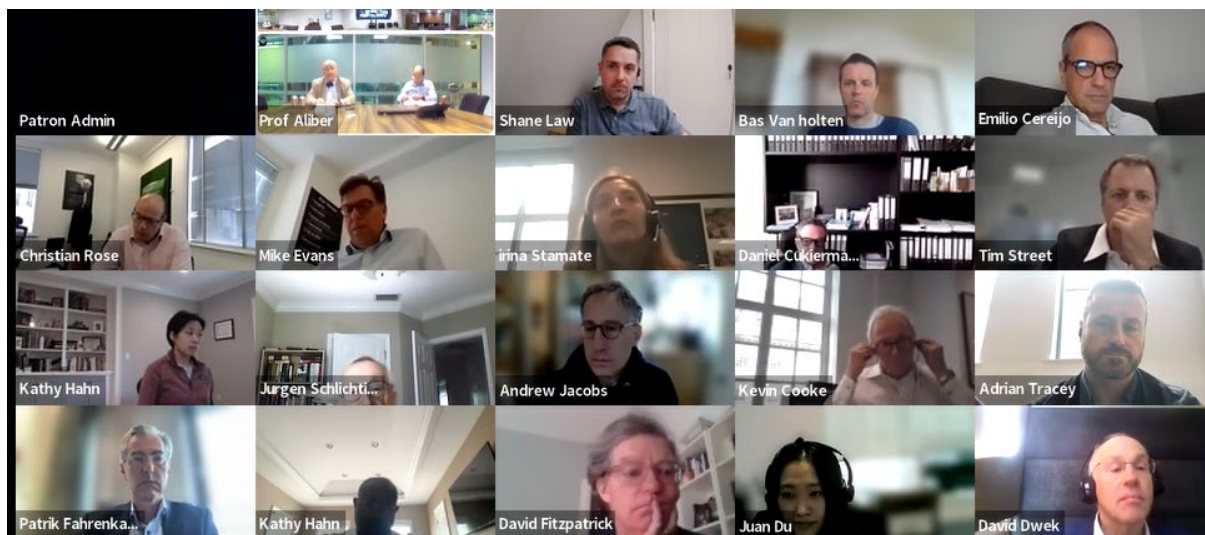 Patron Admin
Prof Aliber
Shane Law
Bas Van holten
Emilio Cereijo
Christian Rose
Mike Evans
irina Stamate
Daniel Cukierma...
Tim Street
Kathy Hahn
Jurgen Schlichti...
Andrew Jacobs
Kevin Cooke
Adrian Tracey
Patrik Fahrenka...
Kathy Hahn
David Fitzpatrick
Juan Du
David Dwek